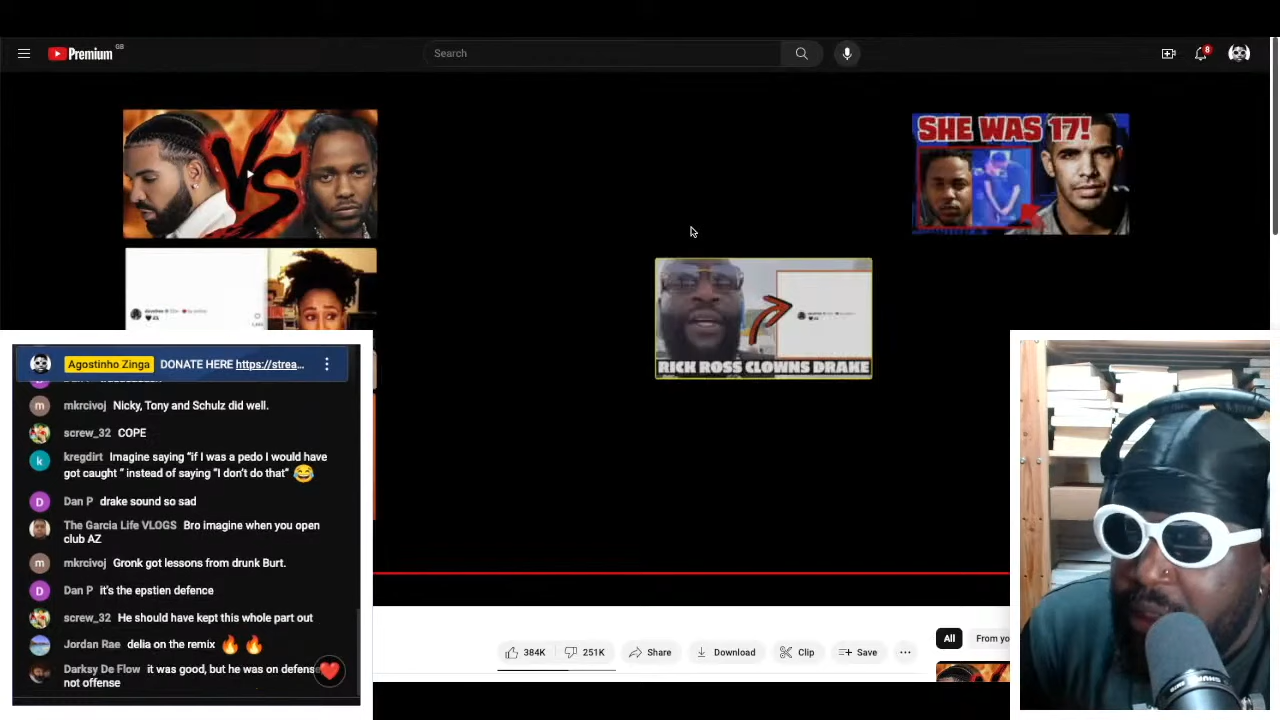 Premium GB
Search
8
SHE WAS 17!
RICK ROSS CLOWNS DRAKE
Agostinho Zinga DONATE HERE https://strea...
mkrcivoj Nicky, Tony and Schulz did well.
screw_32 COPE
kregdirt Imagine saying “if I was a pedo I would have
got caught “ instead of saying “I don’t do that” 😂
Dan P drake sound so sad
The Garcia Life VLOGS Bro imagine when you open
club AZ
mkrcivoj Gronk got lessons from drunk Burt.
Dan P it's the epstien defence
screw_32 He should have kept this whole part out
Jordan Rae delia on the remix 🔥 🔥
Darksy De Flow it was good, but he was on defense
not offense
384K 251K Share Download Clip Save ...
All From yo